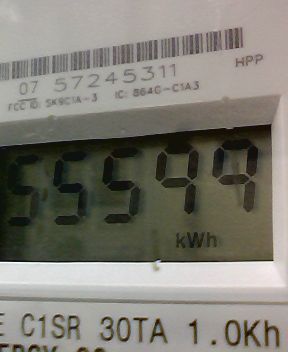 07 57245311 HPP
FCC ID: SK9C1A-3 IC: 864G-C1A3
55599
kWh
E C1SR 30TA 1.0Kh